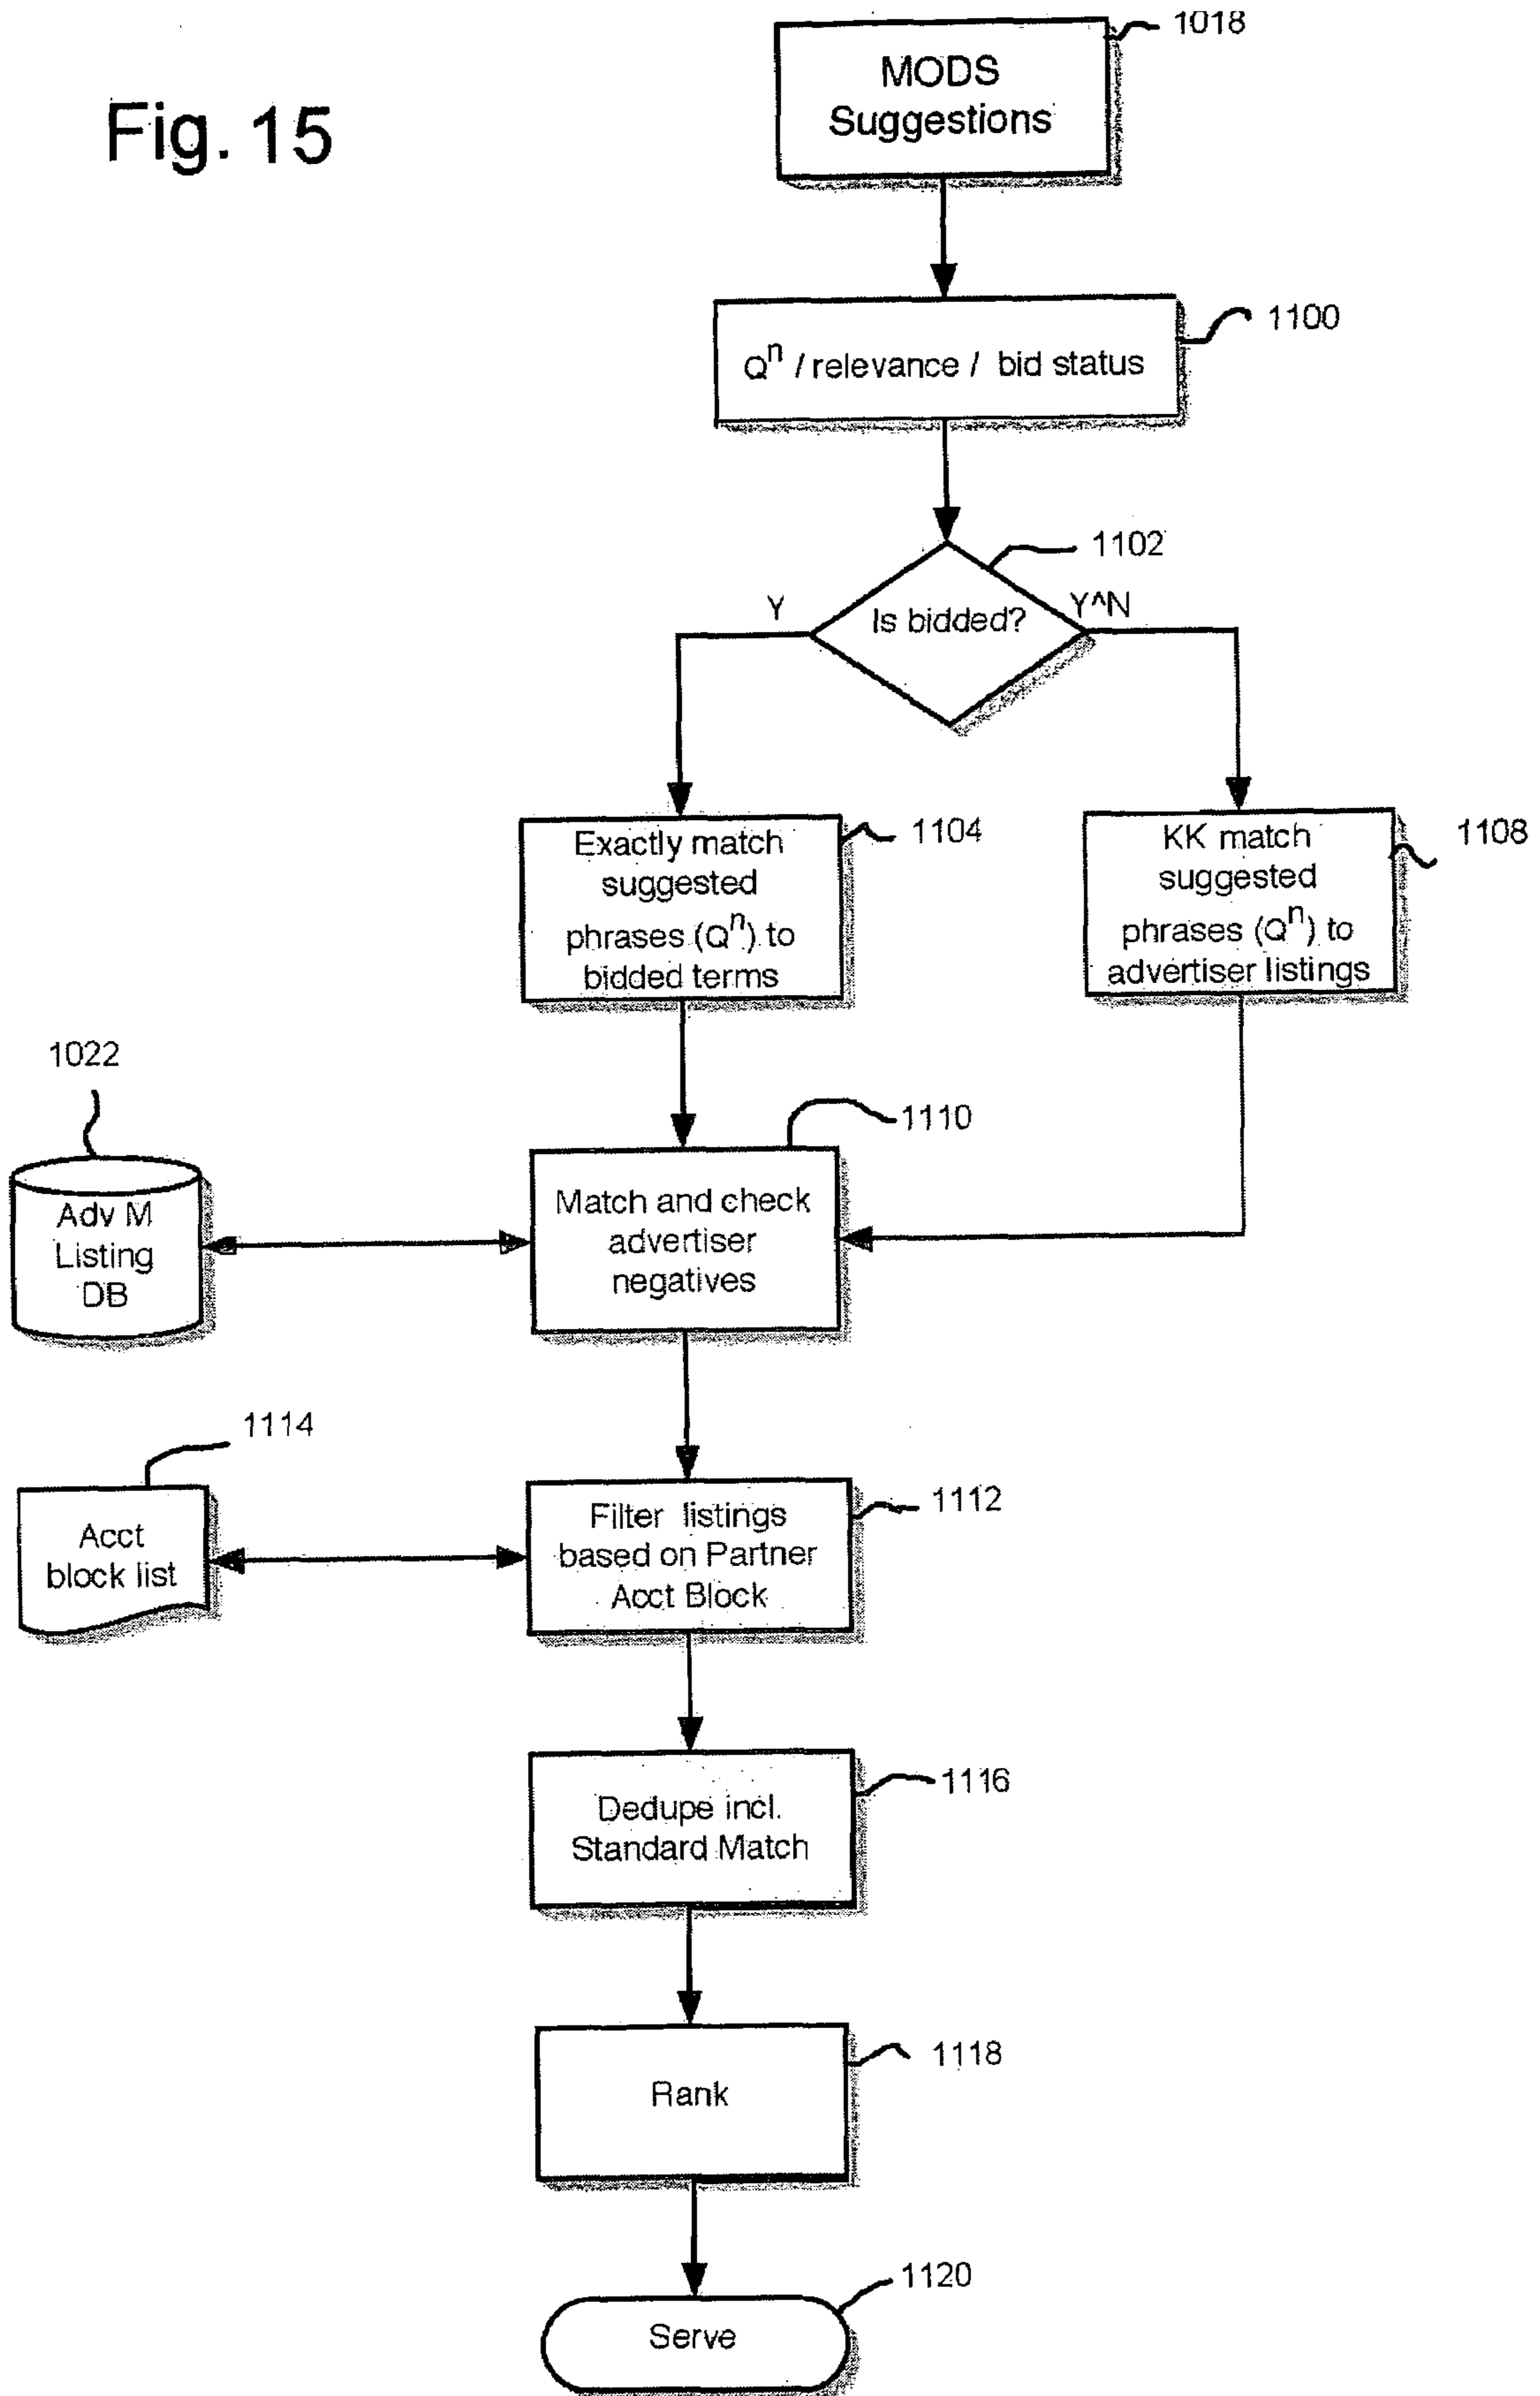 Fig. 15
1018
MODS
Suggestions
1100
Qⁿ / relevance / bid status
1102
Y
Is bidded?
Y^N
1104
Exactly match
suggested
phrases (Qⁿ) to
bidded terms
1108
KK match
suggested
phrases (Qⁿ) to
advertiser listings
1022
Adv M
Listing
DB
1110
Match and check
advertiser
negatives
1114
Acct
block list
1112
Filter listings
based on Partner
Acct Block
1116
Dedupe incl.
Standard Match
1118
Rank
1120
Serve